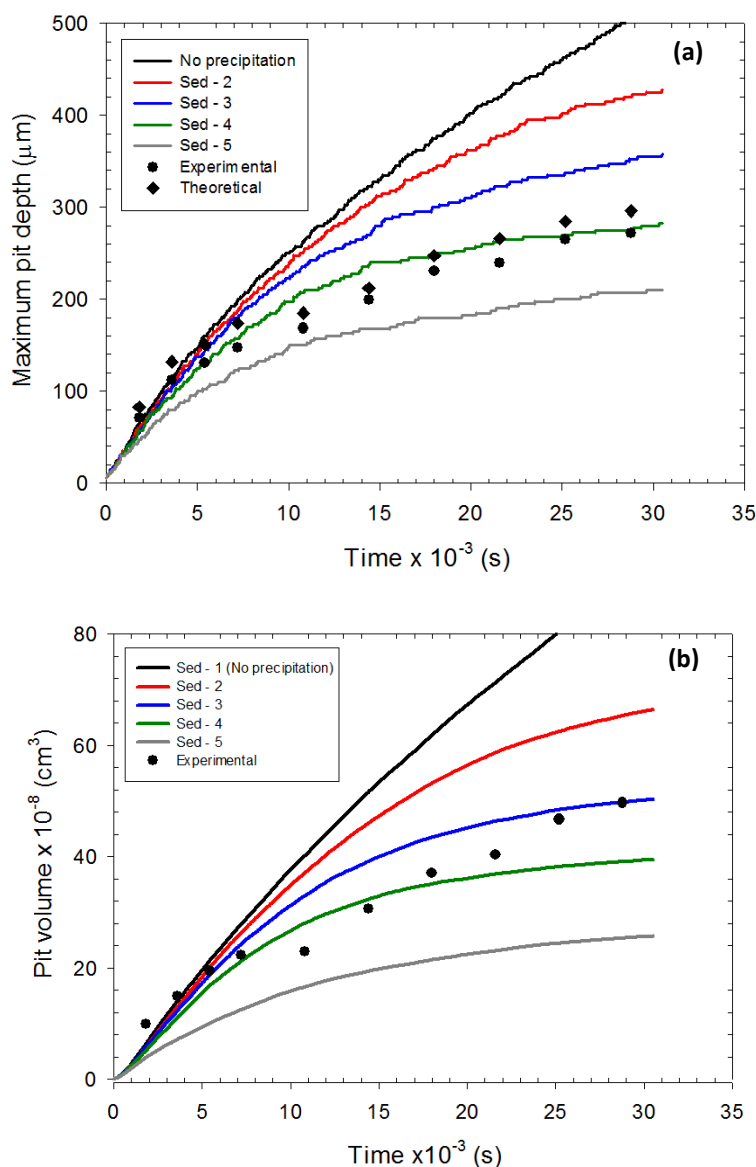 (a)
500
400
300
200
100
0
Maximum pit depth (μm)
No precipitation
Sed - 2
Sed - 3
Sed - 4
Sed - 5
Experimental
Theoretical
0 5 10 15 20 25 30 35
Time x 10⁻³ (s)
(b)
80
60
40
20
0
Pit volume x 10⁻⁸ (cm³)
Sed - 1 (No precipitation)
Sed - 2
Sed - 3
Sed - 4
Sed - 5
Experimental
0 5 10 15 20 25 30 35
Time x10⁻³ (s)